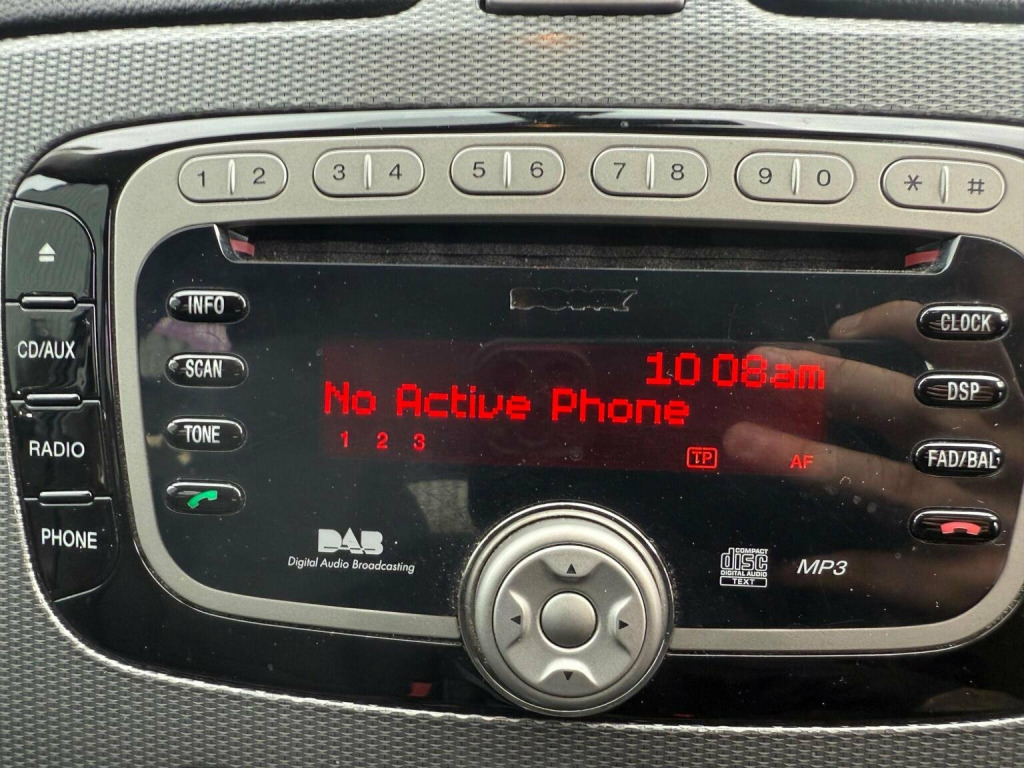 1 2 3 4 5 6 7 8 9 0 * #
INFO
CLOCK
CD/AUX
SCAN
10 08am
DSP
No Active Phone
1 2 3
TP AF
RADIO
TONE
FAD/BAL
PHONE
DAB
Digital Audio Broadcasting
COMPACT
disc
DIGITAL AUDIO
TEXT
MP3